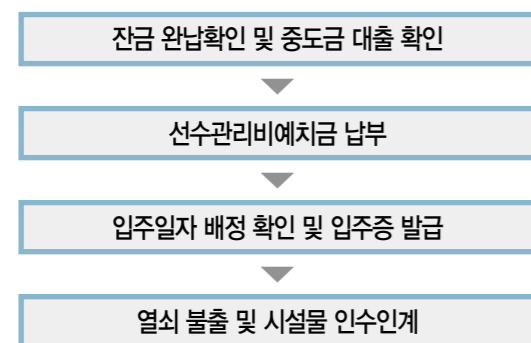 잔금 완납확인 및 중도금 대출 확인
선수관리비예치금 납부
입주일자 배정 확인 및 입주증 발급
열쇠 불출 및 시설물 인수인계